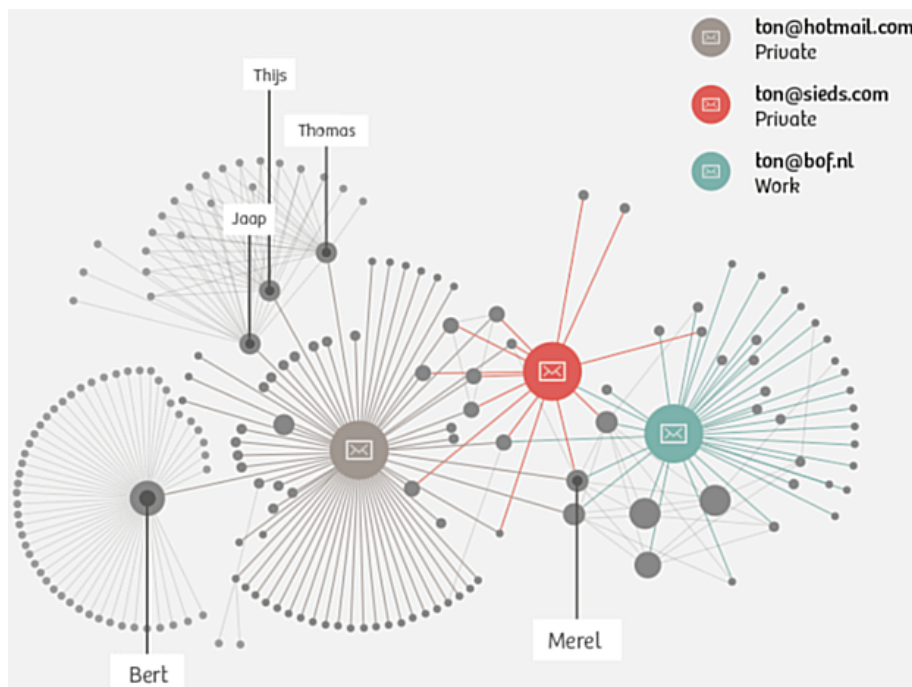 ton@hotmail.com
Private
ton@sieds.com
Private
ton@bof.nl
Work
Thijs
Thomas
Jaap
Merel
Bert